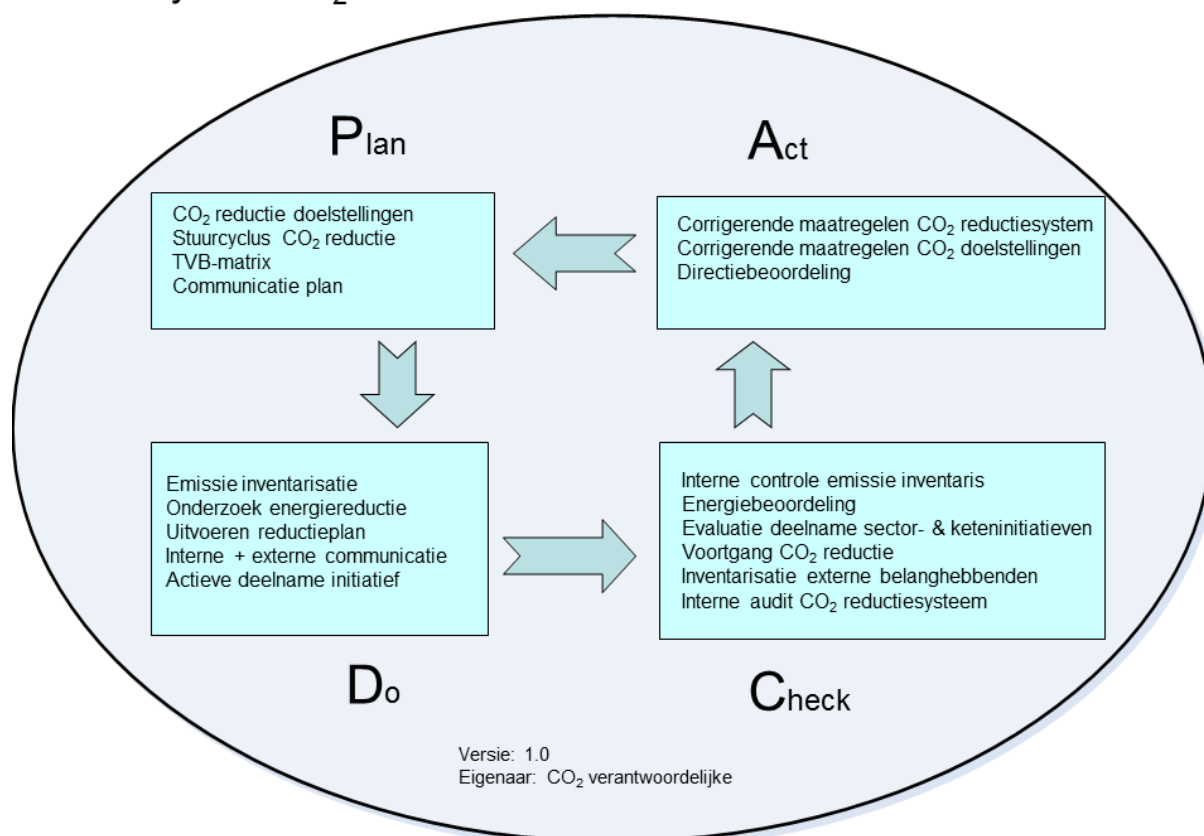 Plan
CO₂ reductie doelstellingen
Stuurcyclus CO₂ reductie
TVB-matrix
Communicatie plan
Act
Corrigerende maatregelen CO₂ reductiesystem
Corrigerende maatregelen CO₂ doelstellingen
Directiebeoordeling
Emissie inventarisatie
Onderzoek energiereductie
Uitvoeren reductieplan
Interne + externe communicatie
Actieve deelname initiatief
Do
Interne controle emissie inventaris
Energiebeoordeling
Evaluatie deelname sector- & keteninitiatieven
Voortgang CO₂ reductie
Inventarisatie externe belanghebbenden
Interne audit CO₂ reductiesysteem
Check
Versie: 1.0
Eigenaar: CO₂ verantwoordelijke